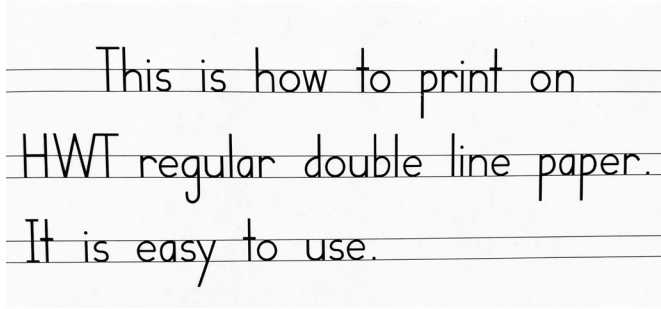 This is how to print on
HWT regular double line paper.
It is easy to use.